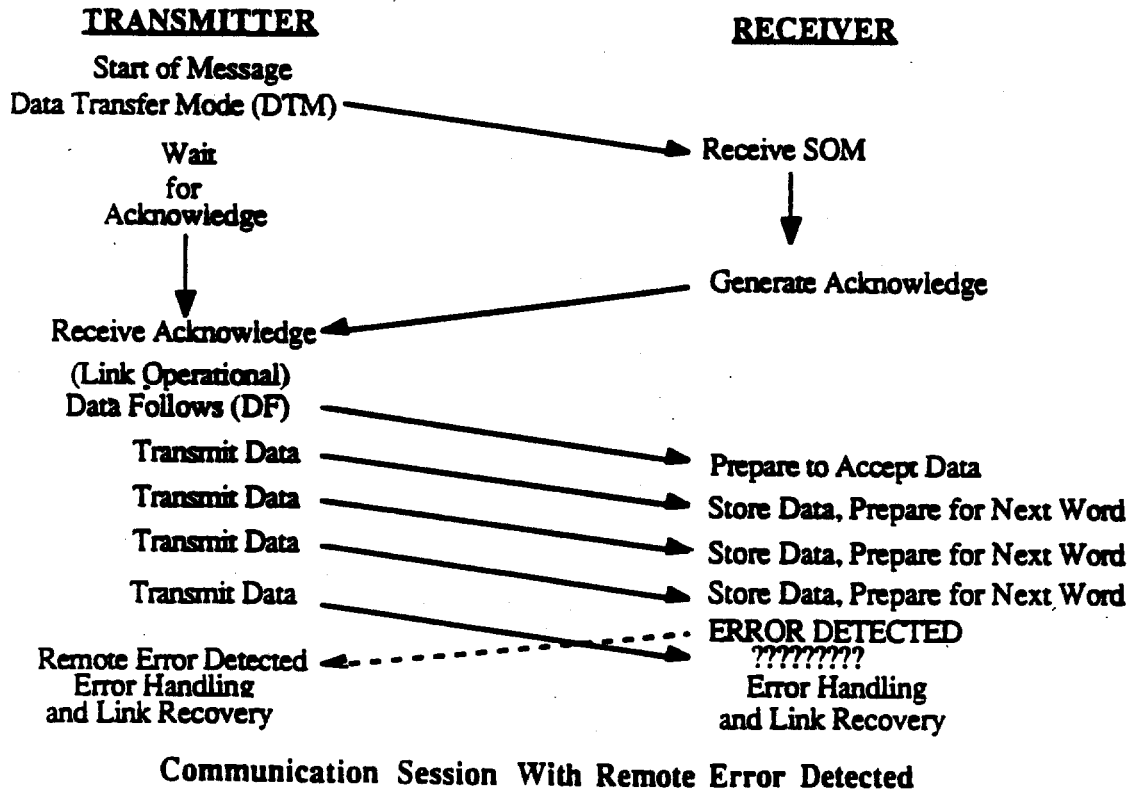 TRANSMITTER
Start of Message
Data Transfer Mode (DTM)
Wait
for
Acknowledge
Receive Acknowledge
(Link Operational)
Data Follows (DF)
Transmit Data
Transmit Data
Transmit Data
Transmit Data
Remote Error Detected
Error Handling
and Link Recovery
RECEIVER
Receive SOM
Generate Acknowledge
Prepare to Accept Data
Store Data, Prepare for Next Word
Store Data, Prepare for Next Word
Store Data, Prepare for Next Word
ERROR DETECTED
?????????
Error Handling
and Link Recovery
Communication Session With Remote Error Detected